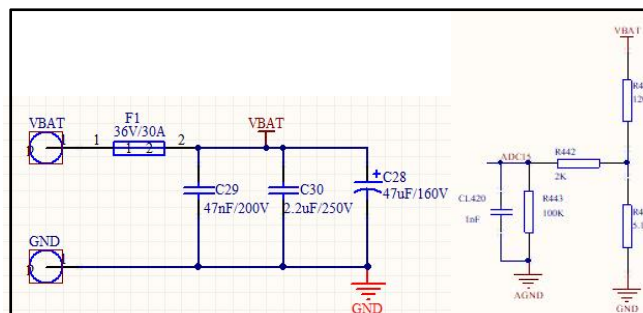 VBAT
F1
36V/30A
1
1 2
2
VBAT
C29
47nF/200V
C30
2.2uF/250V
+
C28
47uF/160V
GND
GND
VBAT
ADC15
R442
2K
CL420
1nF
R443
100K
AGND
GND